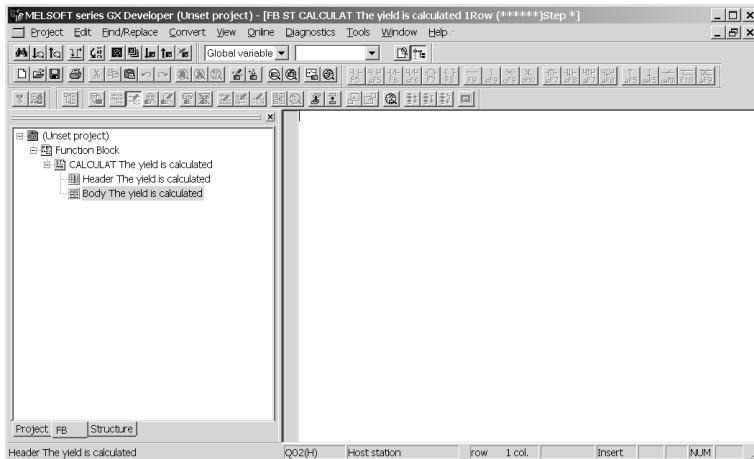 MELSOFT series GX Developer (Unset project) - [FB ST CALCULAT The yield is calculated 1Row (******)Step *]
Project Edit Find/Replace Convert View Online Diagnostics Tools Window Help
Global variable
(Unset project)
Function Block
CALCULAT The yield is calculated
Header The yield is calculated
Body The yield is calculated
Project FB Structure
Header The yield is calculated Q02(H) Host station row 1 col. Insert NUM